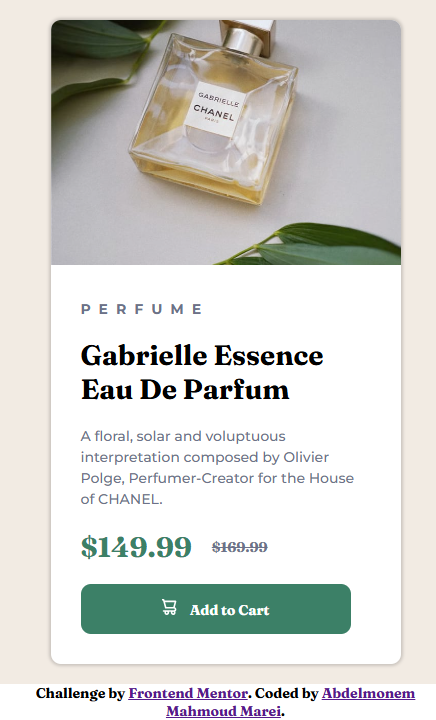 GABRIELLE
CHANEL
PARIS
PERFUME
Gabrielle Essence
Eau De Parfum
A floral, solar and voluptuous
interpretation composed by Olivier
Polge, Perfumer-Creator for the House
of CHANEL.
$149.99 $169.99
Add to Cart
Challenge by Frontend Mentor. Coded by Abdelmonem
Mahmoud Marei.